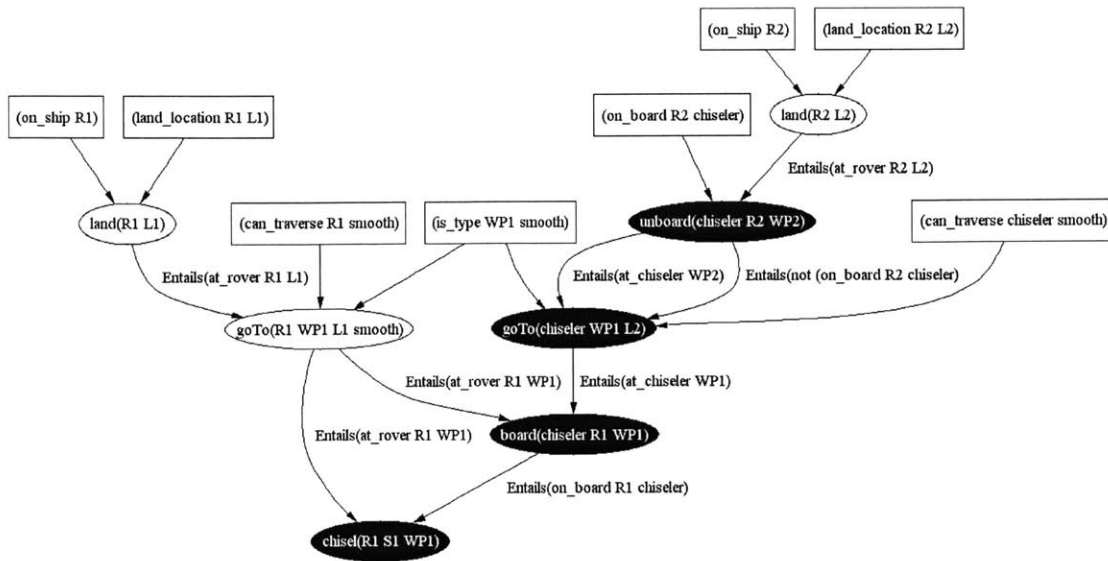 (on_ship R2)
(land_location R2 L2)
(on_ship R1)
(land_location R1 L1)
(on_board R2 chiseler)
land(R2 L2)
Entails(at_rover R2 L2)
land(R1 L1)
(can_traverse R1 smooth)
(is_type WP1 smooth)
unboard(chiseler R2 WP2)
(can_traverse chiseler smooth)
Entails(at_rover R1 L1)
Entails(at_chiseler WP2)
Entails(not (on_board R2 chiseler)
goTo(R1 WP1 L1 smooth)
goTo(chiseler WP1 L2)
Entails(at_rover R1 WP1)
Entails(at_chiseler WP1)
Entails(at_rover R1 WP1)
board(chiseler R1 WP1)
Entails(on_board R1 chiseler)
chisel(R1 S1 WP1)